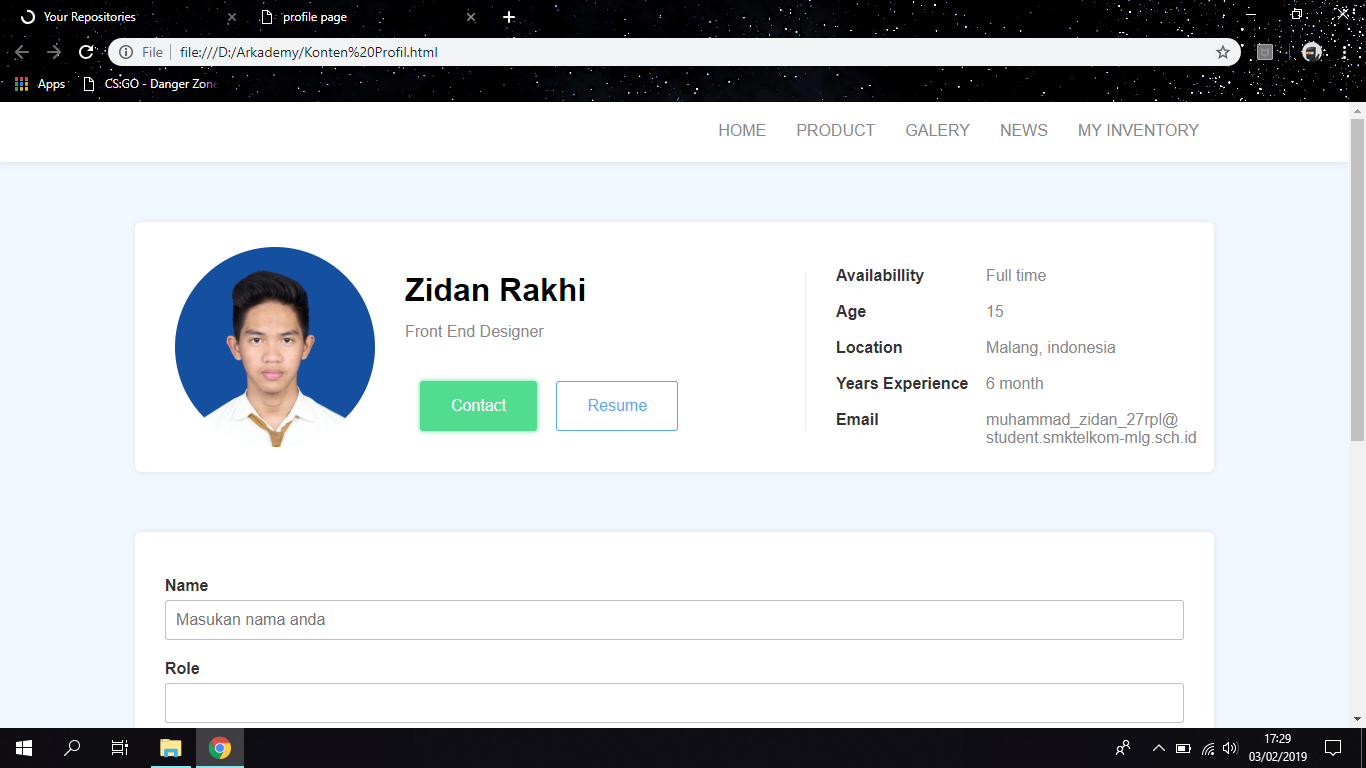 Your Repositories
profile page
File
file:///D:/Arkademy/Konten%20Profil.html
Apps
CS:GO - Danger Zone
HOME PRODUCT GALERY NEWS MY INVENTORY
Zidan Rakhi
Front End Designer
Contact
Resume
Availabillity Full time
Age 15
Location Malang, indonesia
Years Experience 6 month
Email muhammad_zidan_27rpl@
student.smktelkom-mlg.sch.id
Name
Masukan nama anda
Role
17:29
03/02/2019